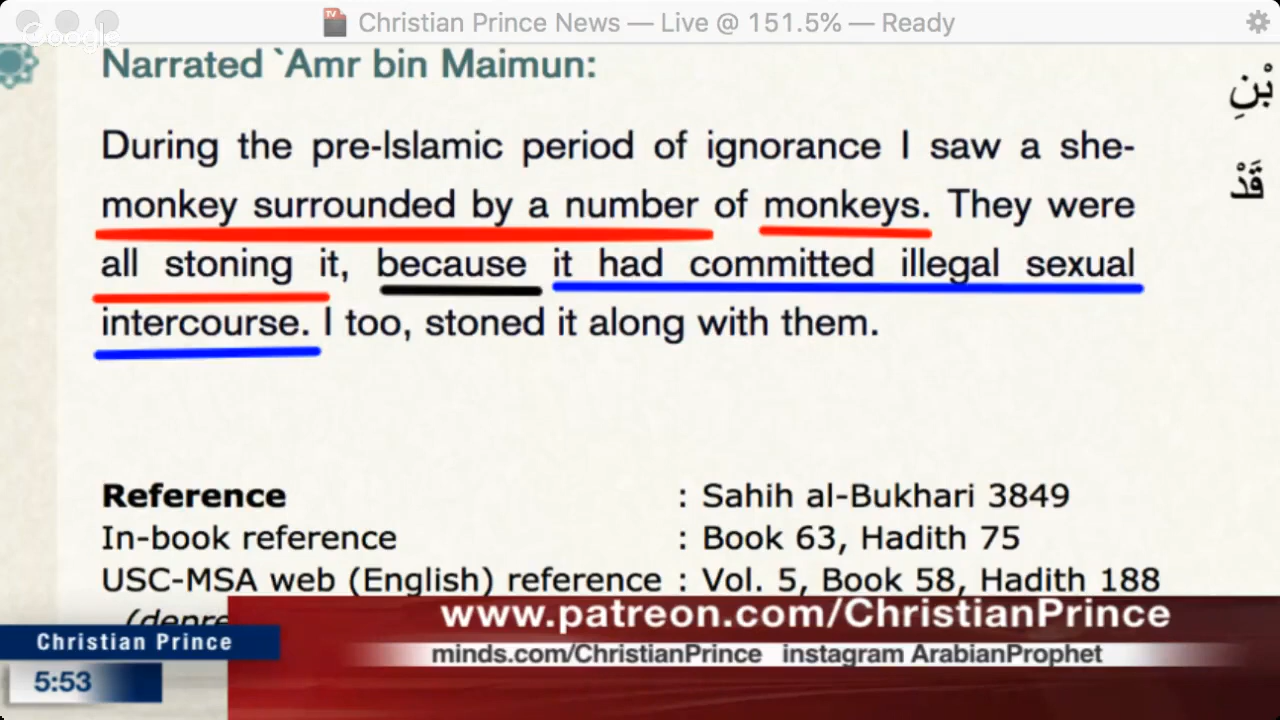 Christian Prince News — Live @ 151.5% — Ready
Google
Narrated `Amr bin Maimun:
بْنِ
During the pre-Islamic period of ignorance I saw a she-
monkey surrounded by a number of monkeys. They were
قَدْ
all stoning it, because it had committed illegal sexual
intercourse. I too, stoned it along with them.
Reference : Sahih al-Bukhari 3849
In-book reference : Book 63, Hadith 75
USC-MSA web (English) reference : Vol. 5, Book 58, Hadith 188
(depre
www.patreon.com/ChristianPrince
Christian Prince
minds.com/ChristianPrince instagram ArabianProphet
5:53